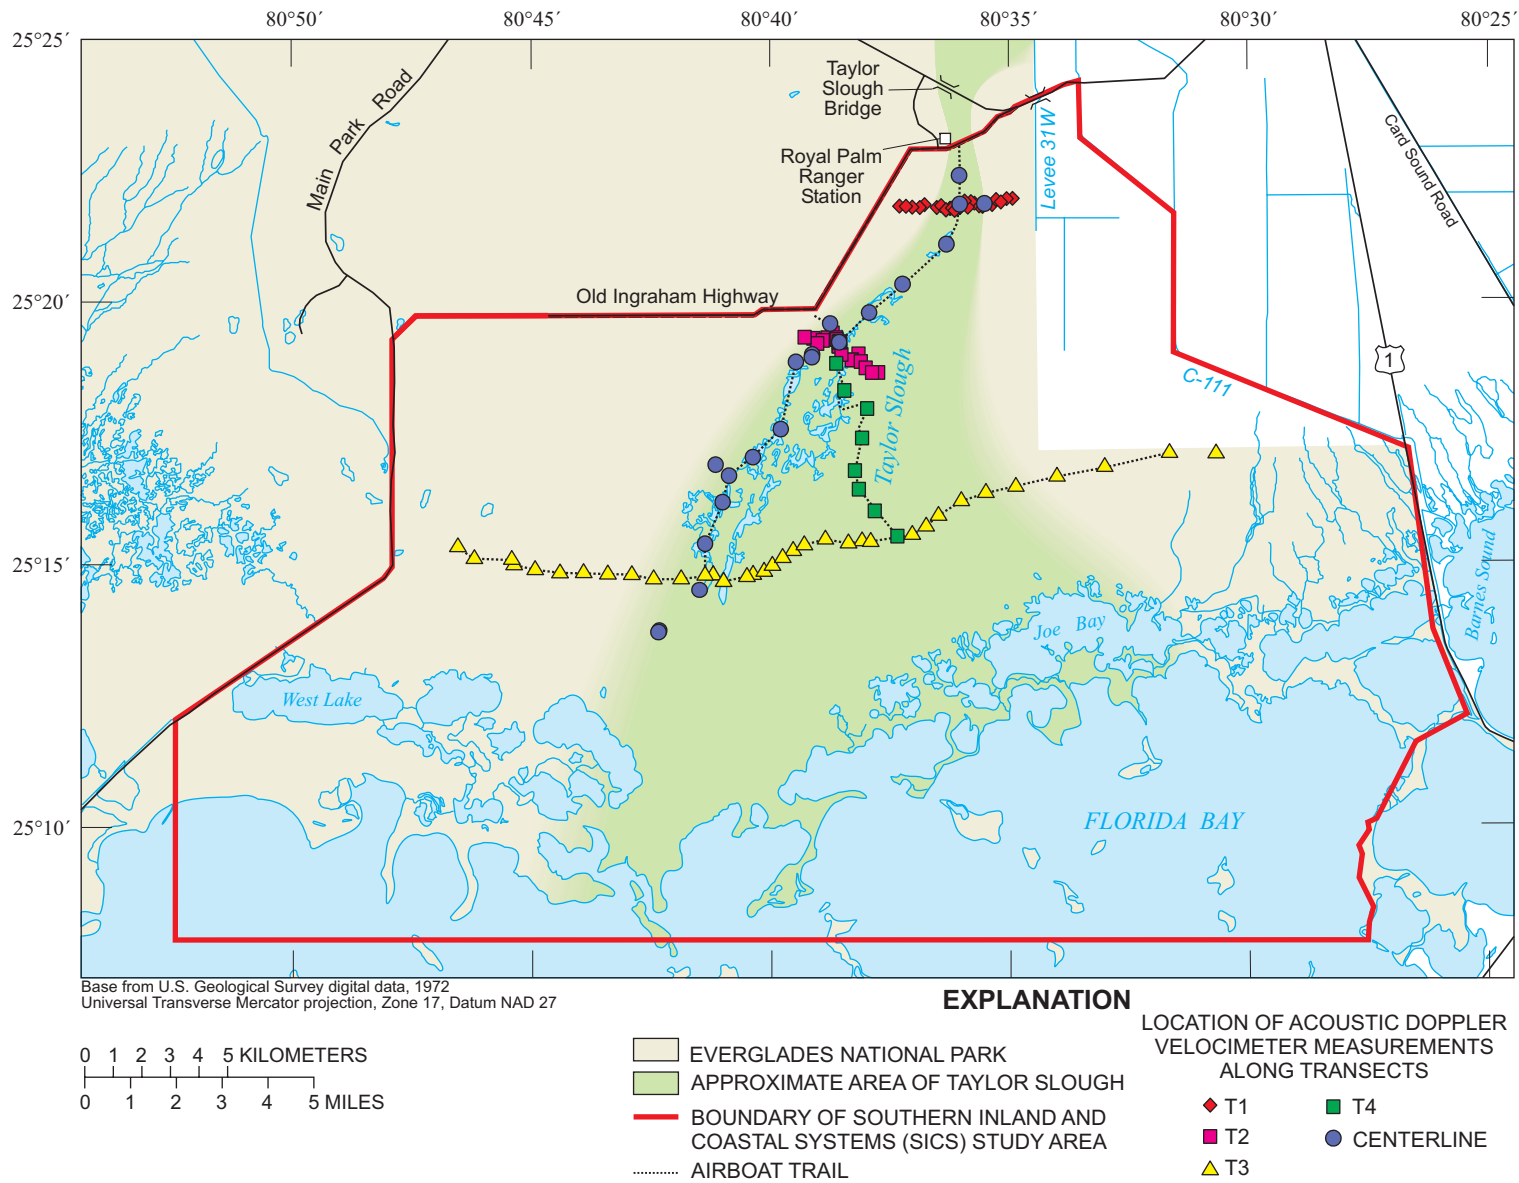 80°50′ 80°45′ 80°40′ 80°35′ 80°30′ 80°25′
25°25′
25°20′
25°15′
25°10′
Main Park Road
Taylor
Slough
Bridge
Royal Palm
Ranger
Station
Levee 31W
Card Sound Road
Old Ingraham Highway
1
C-111
Taylor Slough
Barnes Sound
Joe Bay
West Lake
FLORIDA BAY
Base from U.S. Geological Survey digital data, 1972
Universal Transverse Mercator projection, Zone 17, Datum NAD 27
0 1 2 3 4 5 KILOMETERS
0 1 2 3 4 5 MILES
EXPLANATION
EVERGLADES NATIONAL PARK
APPROXIMATE AREA OF TAYLOR SLOUGH
BOUNDARY OF SOUTHERN INLAND AND
COASTAL SYSTEMS (SICS) STUDY AREA
AIRBOAT TRAIL
LOCATION OF ACOUSTIC DOPPLER
VELOCIMETER MEASUREMENTS
ALONG TRANSECTS
T1
T2
T3
T4
CENTERLINE